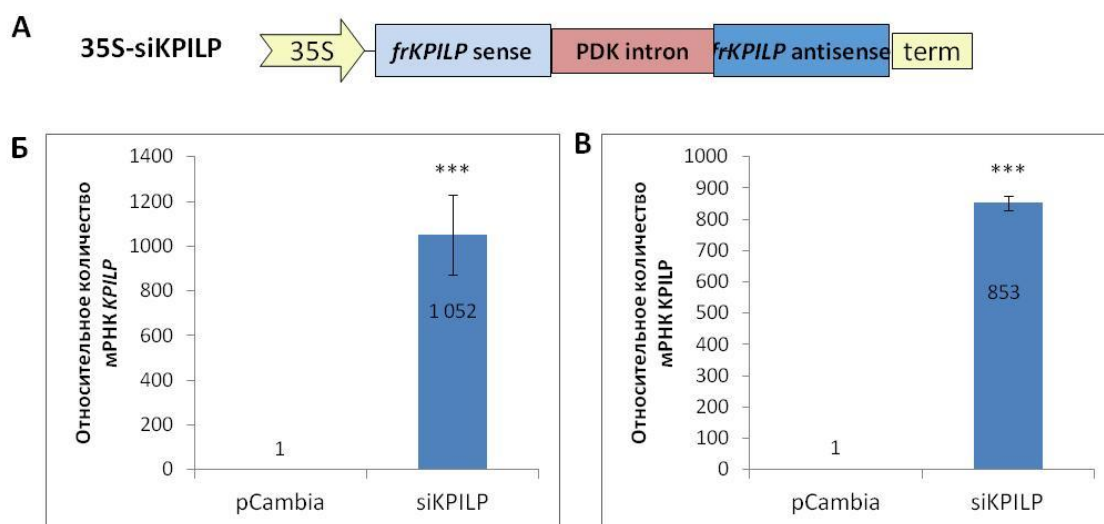 А
35S-siKPILP
35S
frKPILP sense
PDK intron
frKPILP antisense
term
Б
Относительное количество
мРНК KPILP
1400
1200
1000
800
600
400
200
0
***
1 052
1
pCambia
siKPILP
В
Относительное количество
мРНК KPILP
1000
900
800
700
600
500
400
300
200
100
0
***
853
1
pCambia
siKPILP